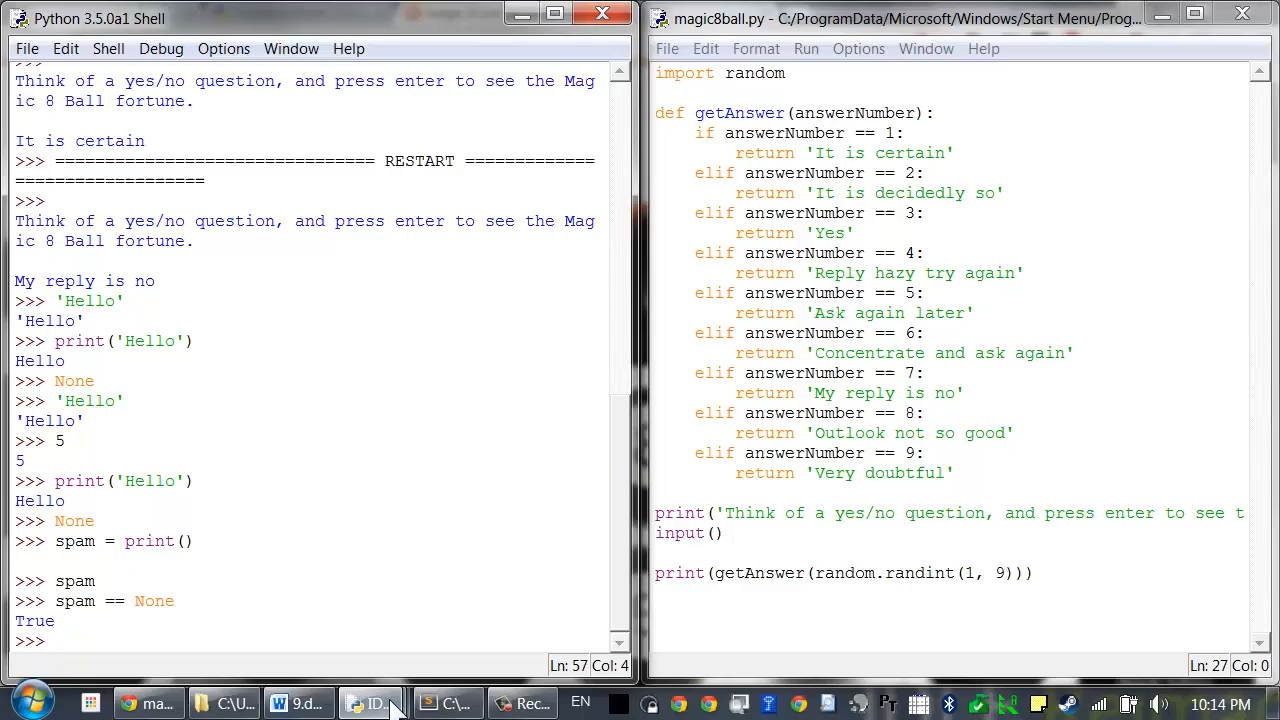 Python 3.5.0a1 Shell
File Edit Shell Debug Options Window Help
>>>
Think of a yes/no question, and press enter to see the Mag
ic 8 Ball fortune.
It is certain
>>> ================================ RESTART =============
===================
>>>
Think of a yes/no question, and press enter to see the Mag
ic 8 Ball fortune.
My reply is no
>>> 'Hello'
'Hello'
>>> print('Hello')
Hello
>>> None
>>> 'Hello'
'Hello'
>>> 5
5
>>> print('Hello')
Hello
>>> None
>>> spam = print()
>>> spam
>>> spam == None
True
>>>
Ln: 57 Col: 4
magic8ball.py - C:/ProgramData/Microsoft/Windows/Start Menu/Prog...
File Edit Format Run Options Window Help
import random
def getAnswer(answerNumber):
    if answerNumber == 1:
        return 'It is certain'
    elif answerNumber == 2:
        return 'It is decidedly so'
    elif answerNumber == 3:
        return 'Yes'
    elif answerNumber == 4:
        return 'Reply hazy try again'
    elif answerNumber == 5:
        return 'Ask again later'
    elif answerNumber == 6:
        return 'Concentrate and ask again'
    elif answerNumber == 7:
        return 'My reply is no'
    elif answerNumber == 8:
        return 'Outlook not so good'
    elif answerNumber == 9:
        return 'Very doubtful'
print('Think of a yes/no question, and press enter to see t
input()
print(getAnswer(random.randint(1, 9)))
Ln: 27 Col: 0
ma... C:\U... 9.d... ID... C:\... Rec... EN 10:14 PM